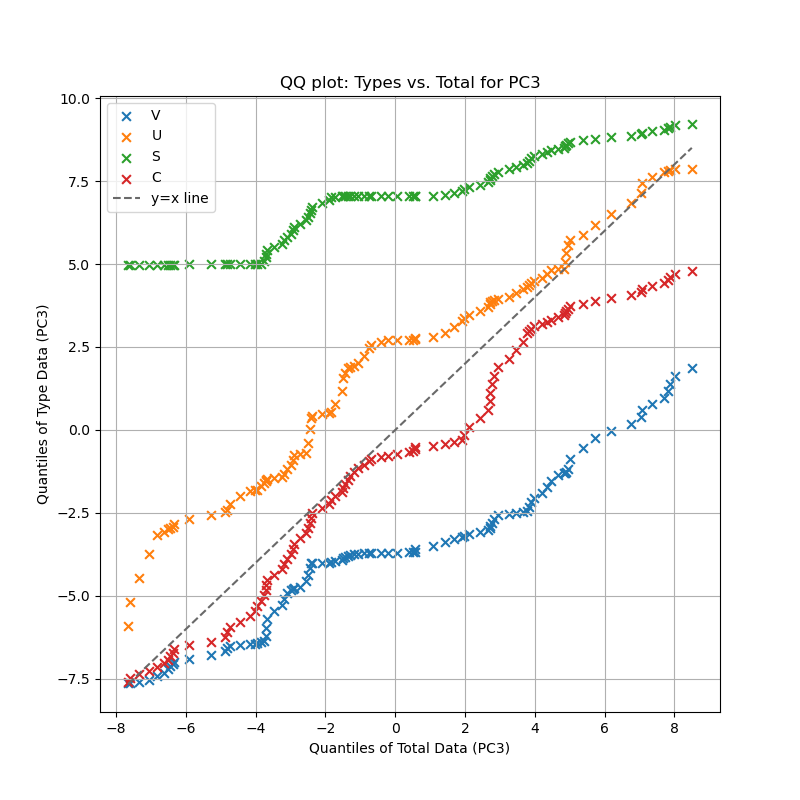 QQ plot: Types vs. Total for PC3
V
U
S
C
y=x line
10.0
7.5
5.0
2.5
0.0
−2.5
−5.0
−7.5
Quantiles of Type Data (PC3)
−8 −6 −4 −2 0 2 4 6 8
Quantiles of Total Data (PC3)